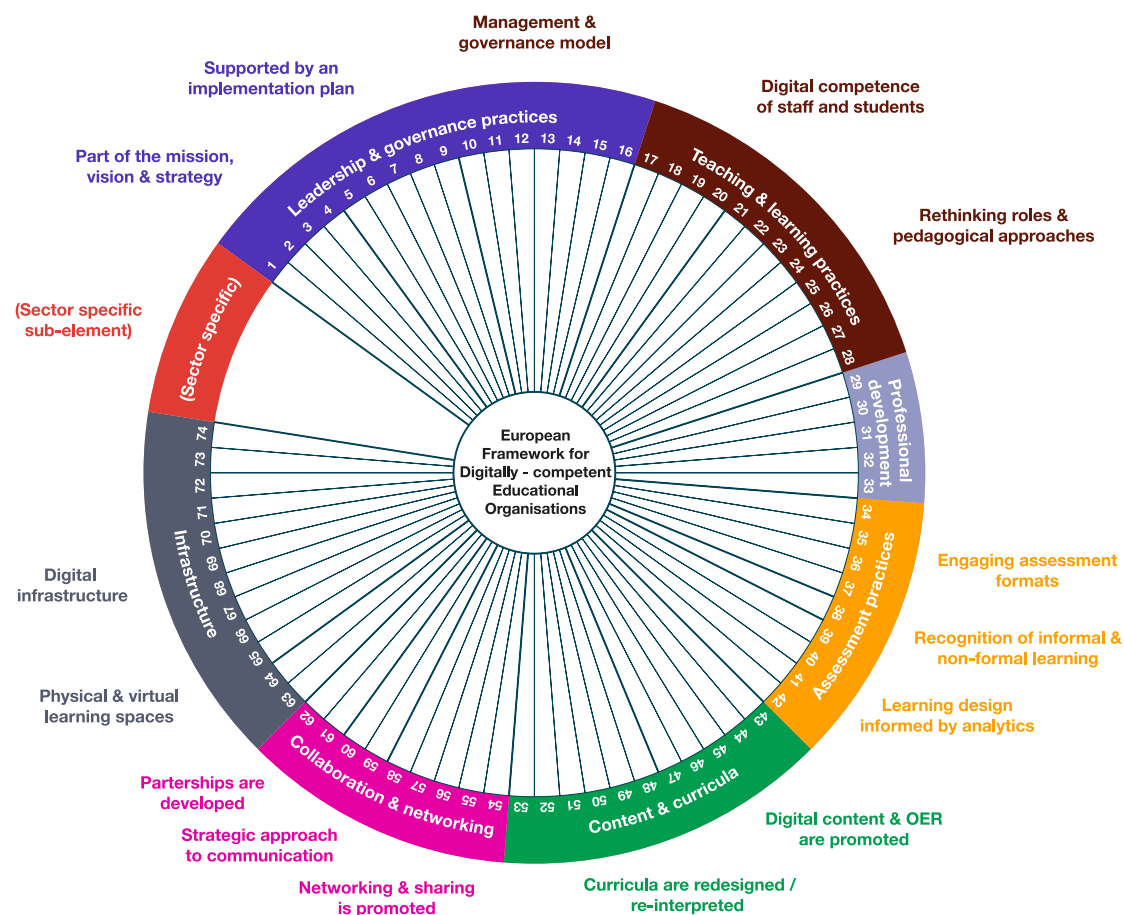 Management &
governance model
Supported by an
implementation plan
Digital competence
of staff and students
Part of the mission,
vision & strategy
Rethinking roles &
pedagogical approaches
(Sector specific
sub-element)
Leadership & governance practices
1 2 3 4 5 6 7 8 9 10 11 12 13 14 15 16
Teaching & learning practices
17 18 19 20 21 22 23 24 25 26 27 28
Professional
development
29 30 31 32 33
Assessment practices
34 35 36 37 38 39 40 41 42
Content & curricula
43 44 45 46 47 48 49 50 51 52 53
Collaboration & networking
54 55 56 57 58 59 60 61 62
Infrastructure
63 64 65 66 67 68 69 70 71 72 73 74
(Sector specific)
European
Framework for
Digitally - competent
Educational
Organisations
Engaging assessment
formats
Recognition of informal &
non-formal learning
Learning design
informed by analytics
Digital content & OER
are promoted
Curricula are redesigned /
re-interpreted
Networking & sharing
is promoted
Strategic approach
to communication
Parterships are
developed
Physical & virtual
learning spaces
Digital
infrastructure